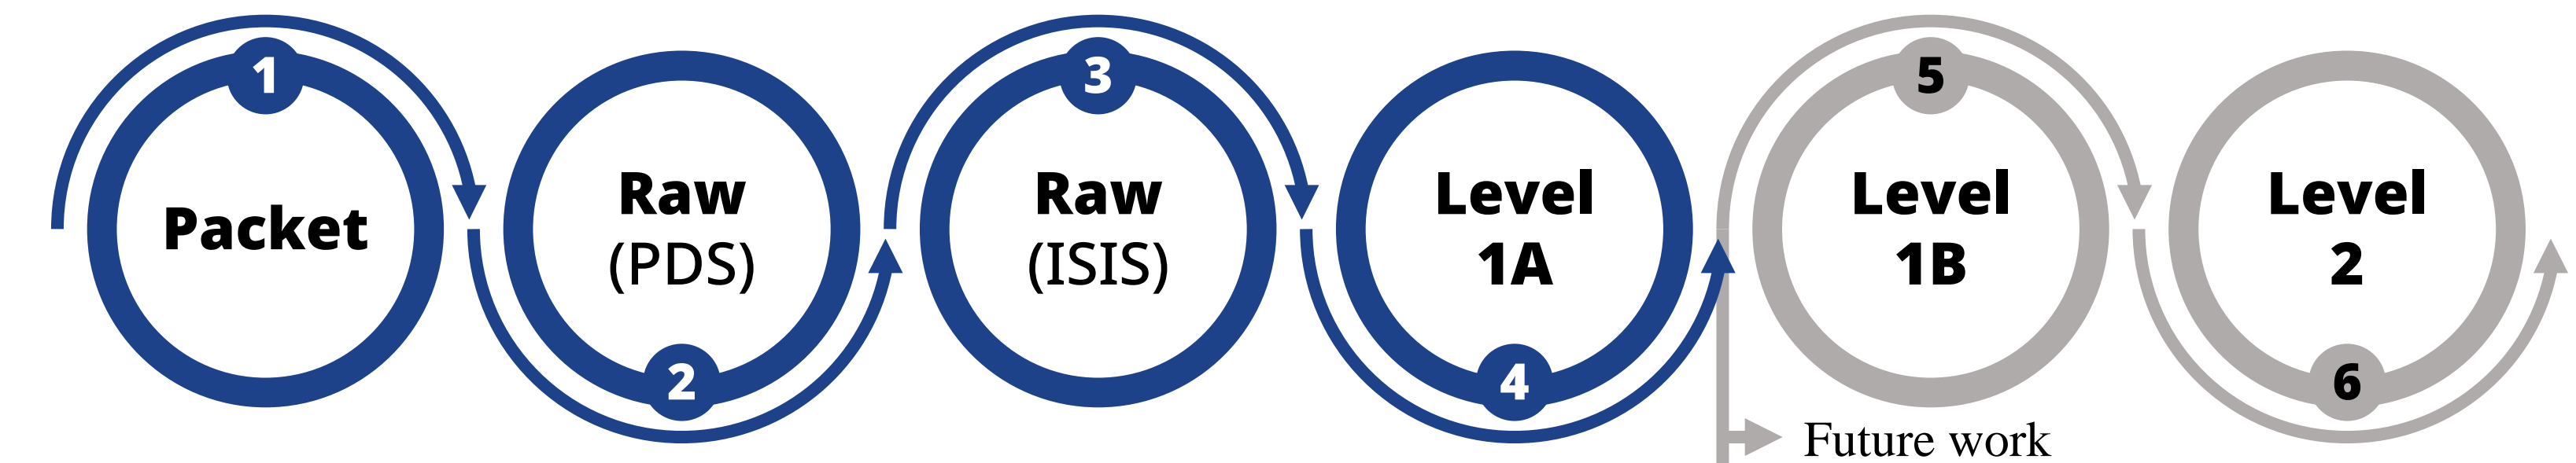 1
Packet
Raw
(PDS)
2
3
Raw
(ISIS)
Level
1A
4
5
Level
1B
Level
2
6
Future work